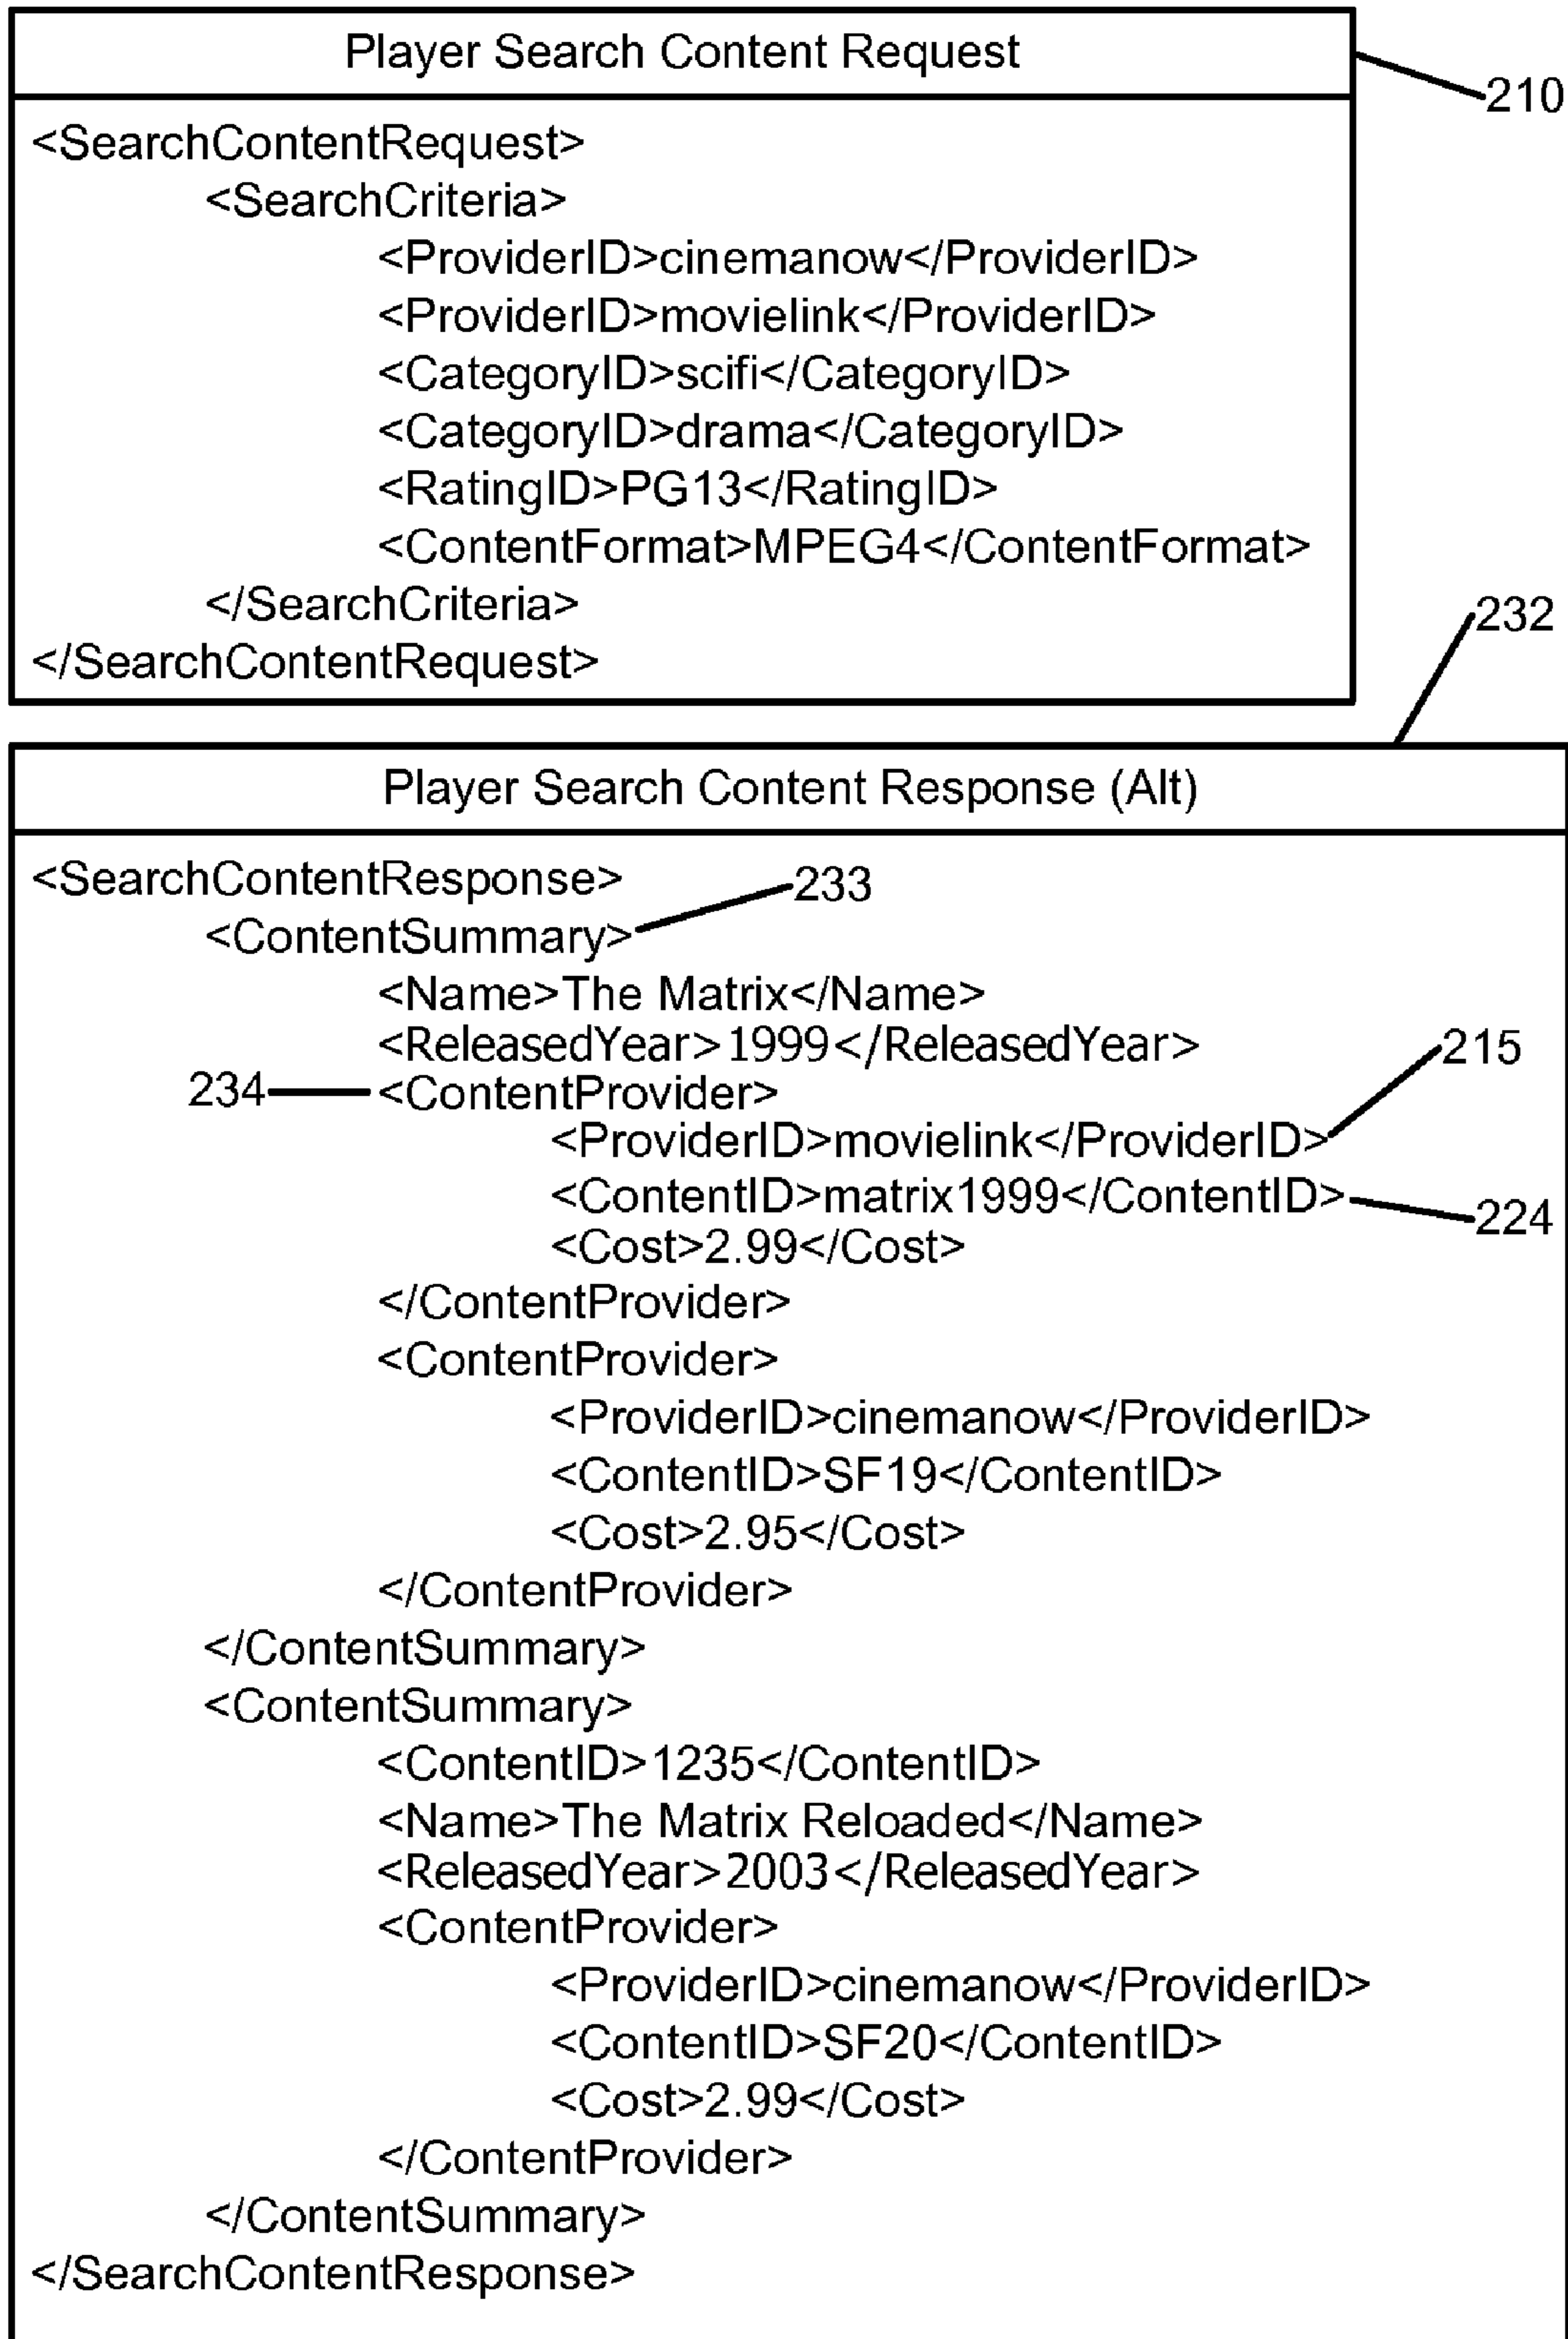 Player Search Content Request
210
<SearchContentRequest>
<SearchCriteria>
<ProviderID>cinemanow</ProviderID>
<ProviderID>movielink</ProviderID>
<CategoryID>scifi</CategoryID>
<CategoryID>drama</CategoryID>
<RatingID>PG13</RatingID>
<ContentFormat>MPEG4</ContentFormat>
</SearchCriteria>
</SearchContentRequest>
232
Player Search Content Response (Alt)
<SearchContentResponse>
233
<ContentSummary>
<Name>The Matrix</Name>
<ReleasedYear>1999</ReleasedYear>
215
234 <ContentProvider>
<ProviderID>movielink</ProviderID>
<ContentID>matrix1999</ContentID>
224
<Cost>2.99</Cost>
</ContentProvider>
<ContentProvider>
<ProviderID>cinemanow</ProviderID>
<ContentID>SF19</ContentID>
<Cost>2.95</Cost>
</ContentProvider>
</ContentSummary>
<ContentSummary>
<ContentID>1235</ContentID>
<Name>The Matrix Reloaded</Name>
<ReleasedYear>2003</ReleasedYear>
<ContentProvider>
<ProviderID>cinemanow</ProviderID>
<ContentID>SF20</ContentID>
<Cost>2.99</Cost>
</ContentProvider>
</ContentSummary>
</SearchContentResponse>